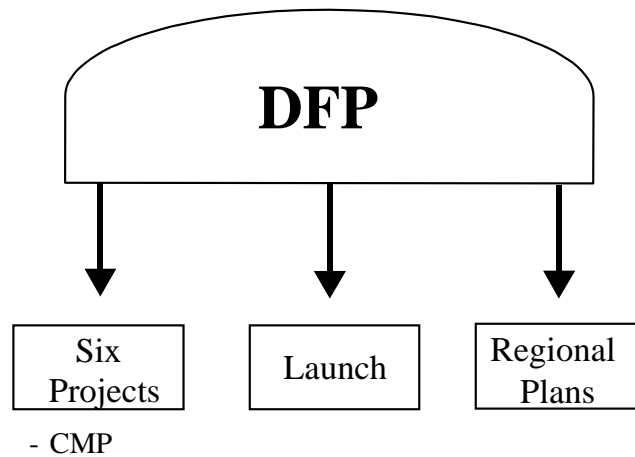 DFP
Six
Projects
Launch
Regional
Plans
- CMP